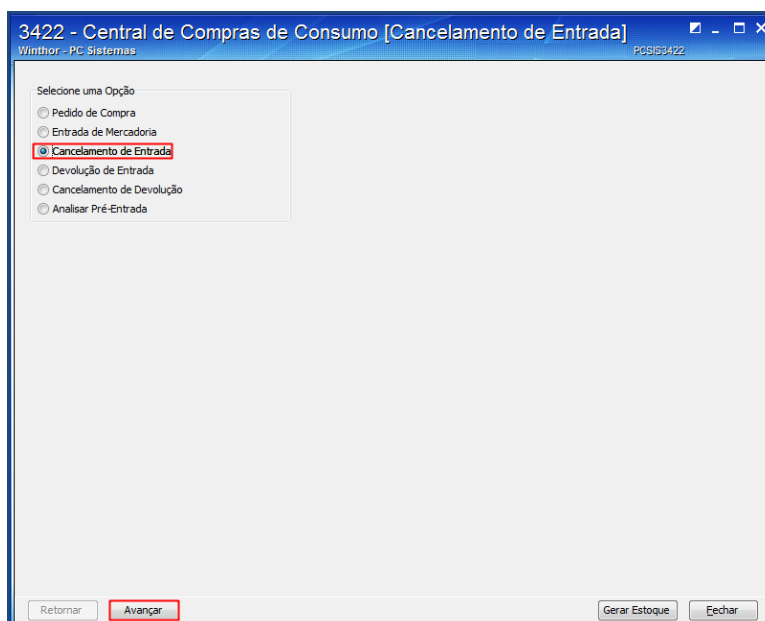 3422 - Central de Compras de Consumo [Cancelamento de Entrada]
Winthor - PC Sistemas
PCSIS3422
Selecione uma Opção
Pedido de Compra
Entrada de Mercadoria
Cancelamento de Entrada
Devolução de Entrada
Cancelamento de Devolução
Analisar Pré-Entrada
Retornar
Avançar
Gerar Estoque
Fechar